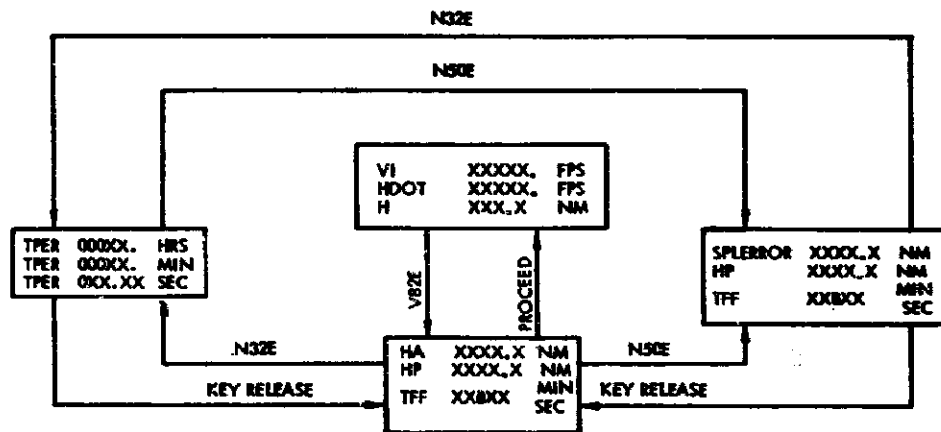 N32E
N50E
VI XXXXX. FPS
HDOT XXXXX. FPS
H XXX.X NM
TPER 000XX. HRS
TPER 000XX. MIN
TPER 0XX.XX SEC
SPLERROR XXXX.X NM
HP XXXX.X NM
TFF XXBXX MIN
SEC
V82E
PROCEED
N32E
HA XXXX.X NM
HP XXXX.X NM
TFF XXBXX MIN
SEC
N50E
KEY RELEASE
KEY RELEASE